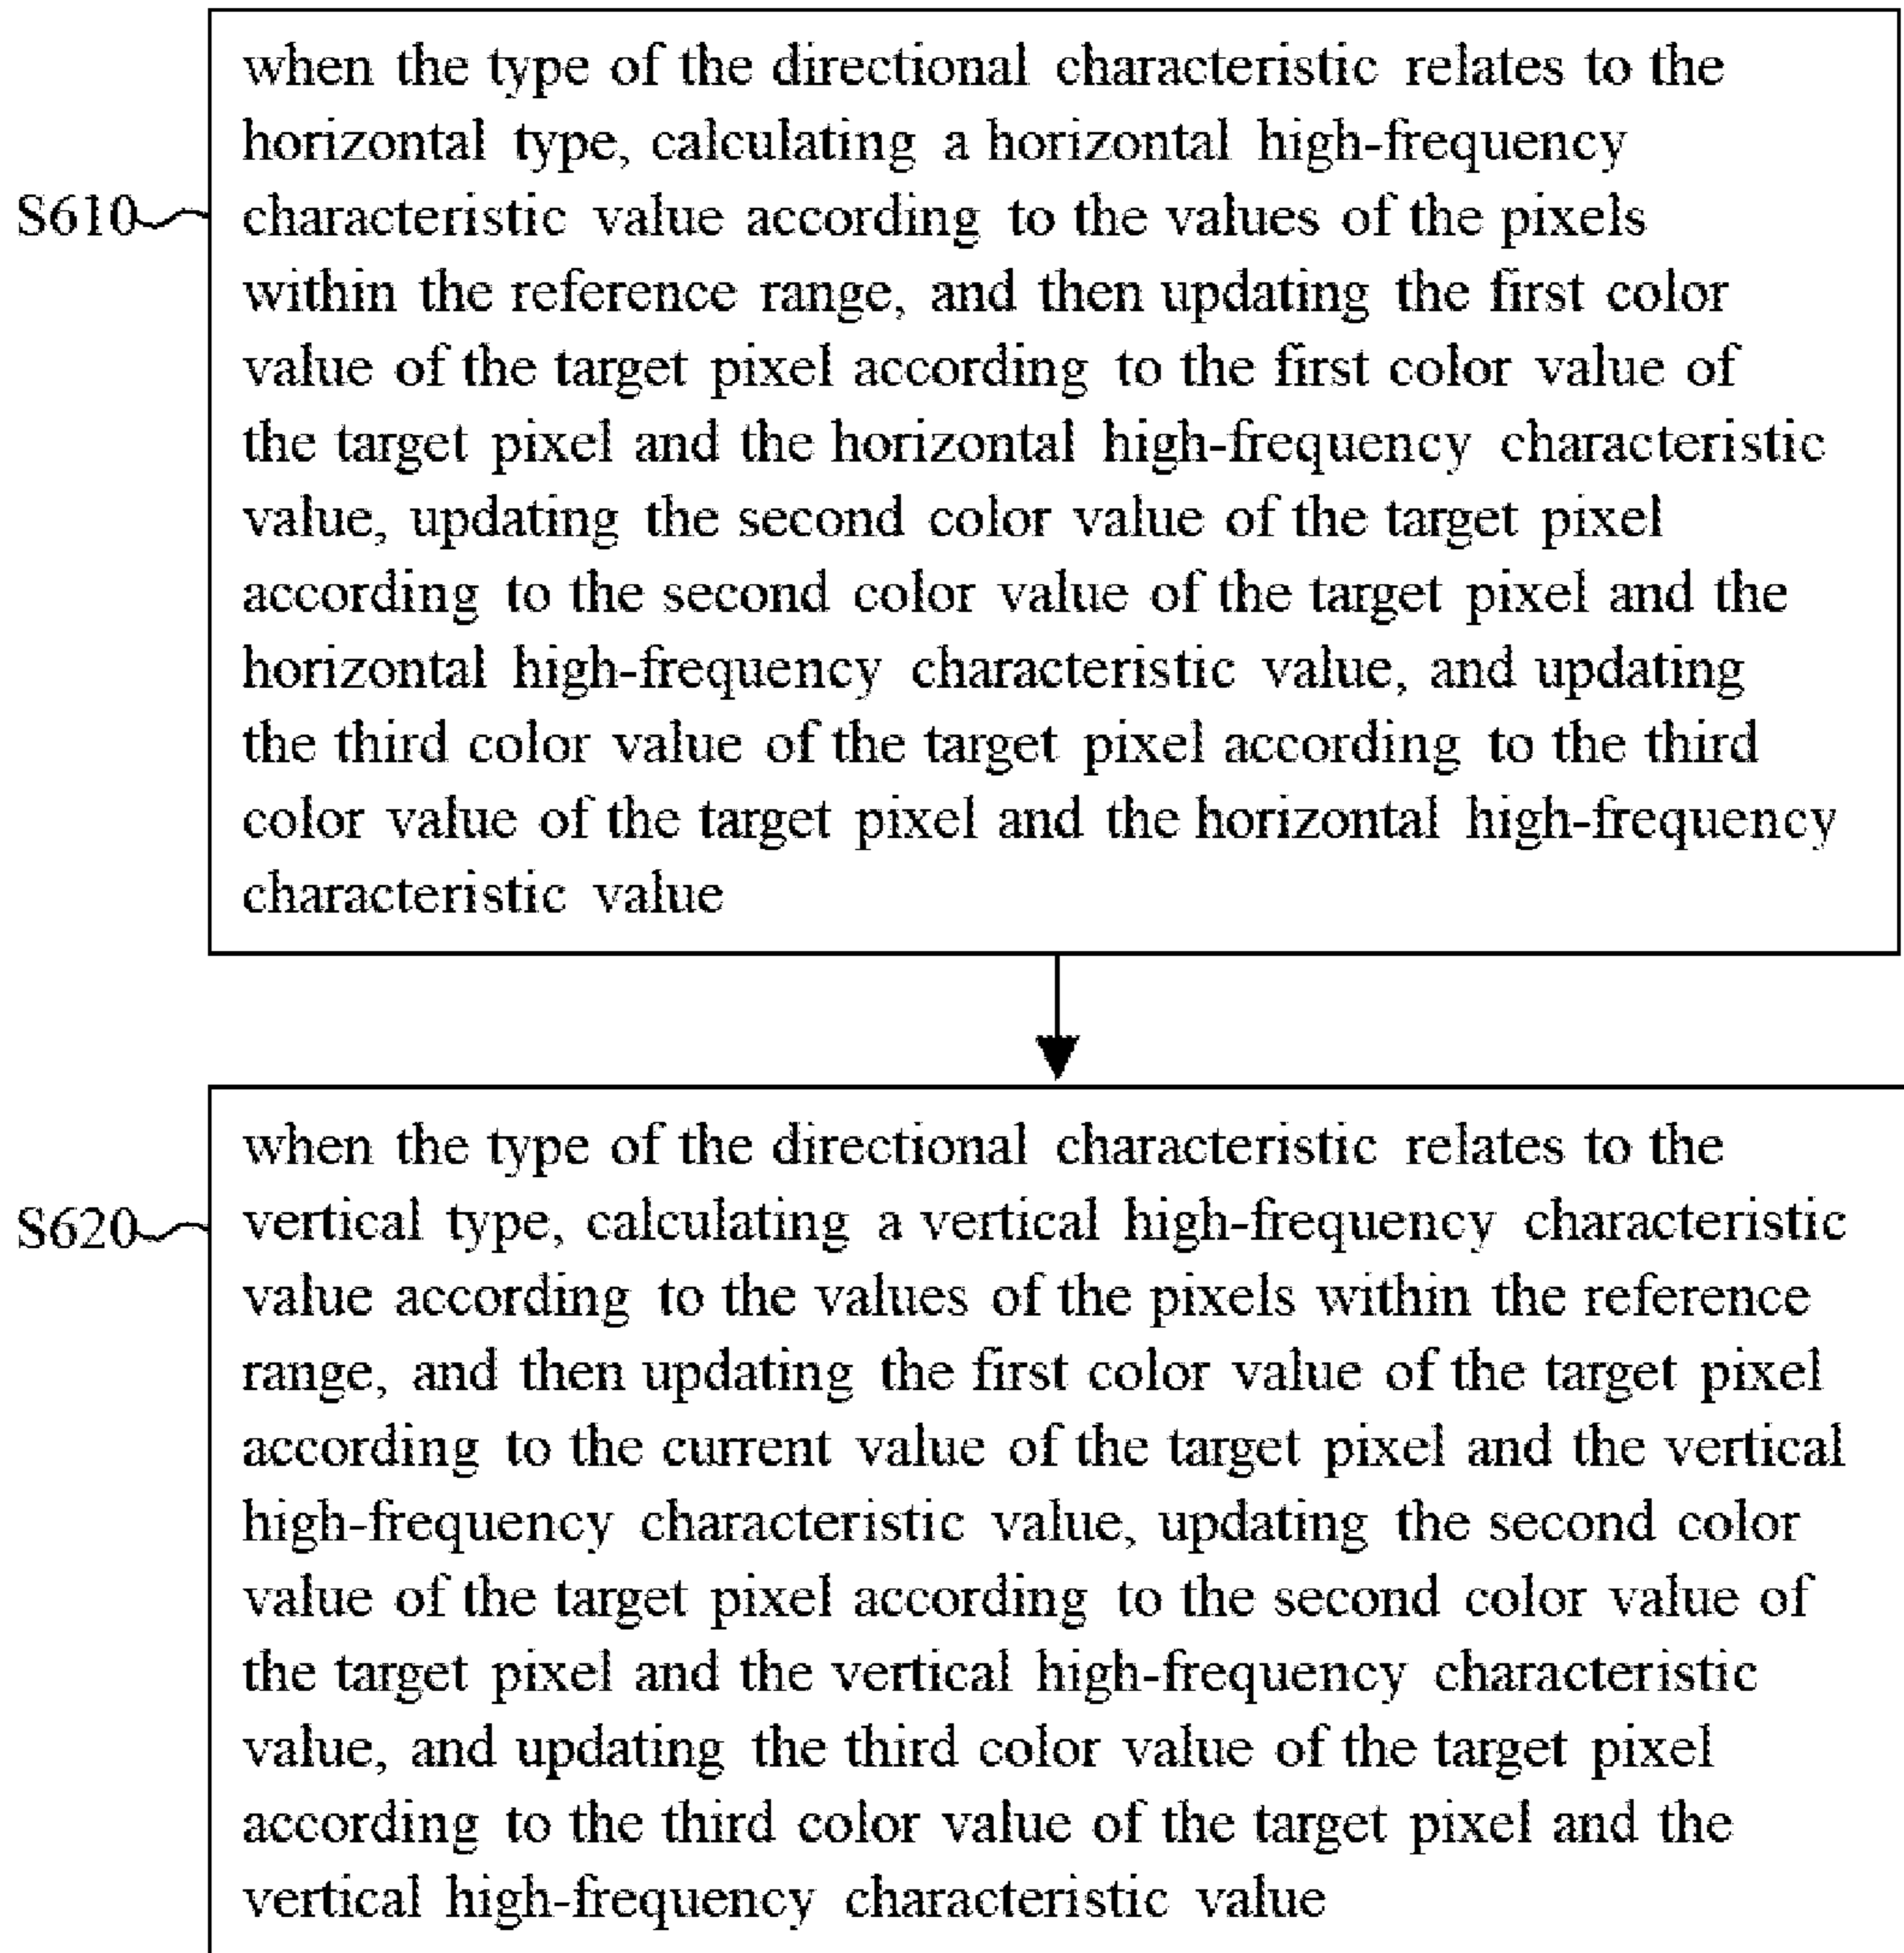 when the type of the directional characteristic relates to the
horizontal type, calculating a horizontal high-frequency
S610
characteristic value according to the values of the pixels
within the reference range, and then updating the first color
value of the target pixel according to the first color value of
the target pixel and the horizontal high-frequency characteristic
value, updating the second color value of the target pixel
according to the second color value of the target pixel and the
horizontal high-frequency characteristic value, and updating
the third color value of the target pixel according to the third
color value of the target pixel and the horizontal high-frequency
characteristic value
when the type of the directional characteristic relates to the
S620
vertical type, calculating a vertical high-frequency characteristic
value according to the values of the pixels within the reference
range, and then updating the first color value of the target pixel
according to the current value of the target pixel and the vertical
high-frequency characteristic value, updating the second color
value of the target pixel according to the second color value of
the target pixel and the vertical high-frequency characteristic
value, and updating the third color value of the target pixel
according to the third color value of the target pixel and the
vertical high-frequency characteristic value